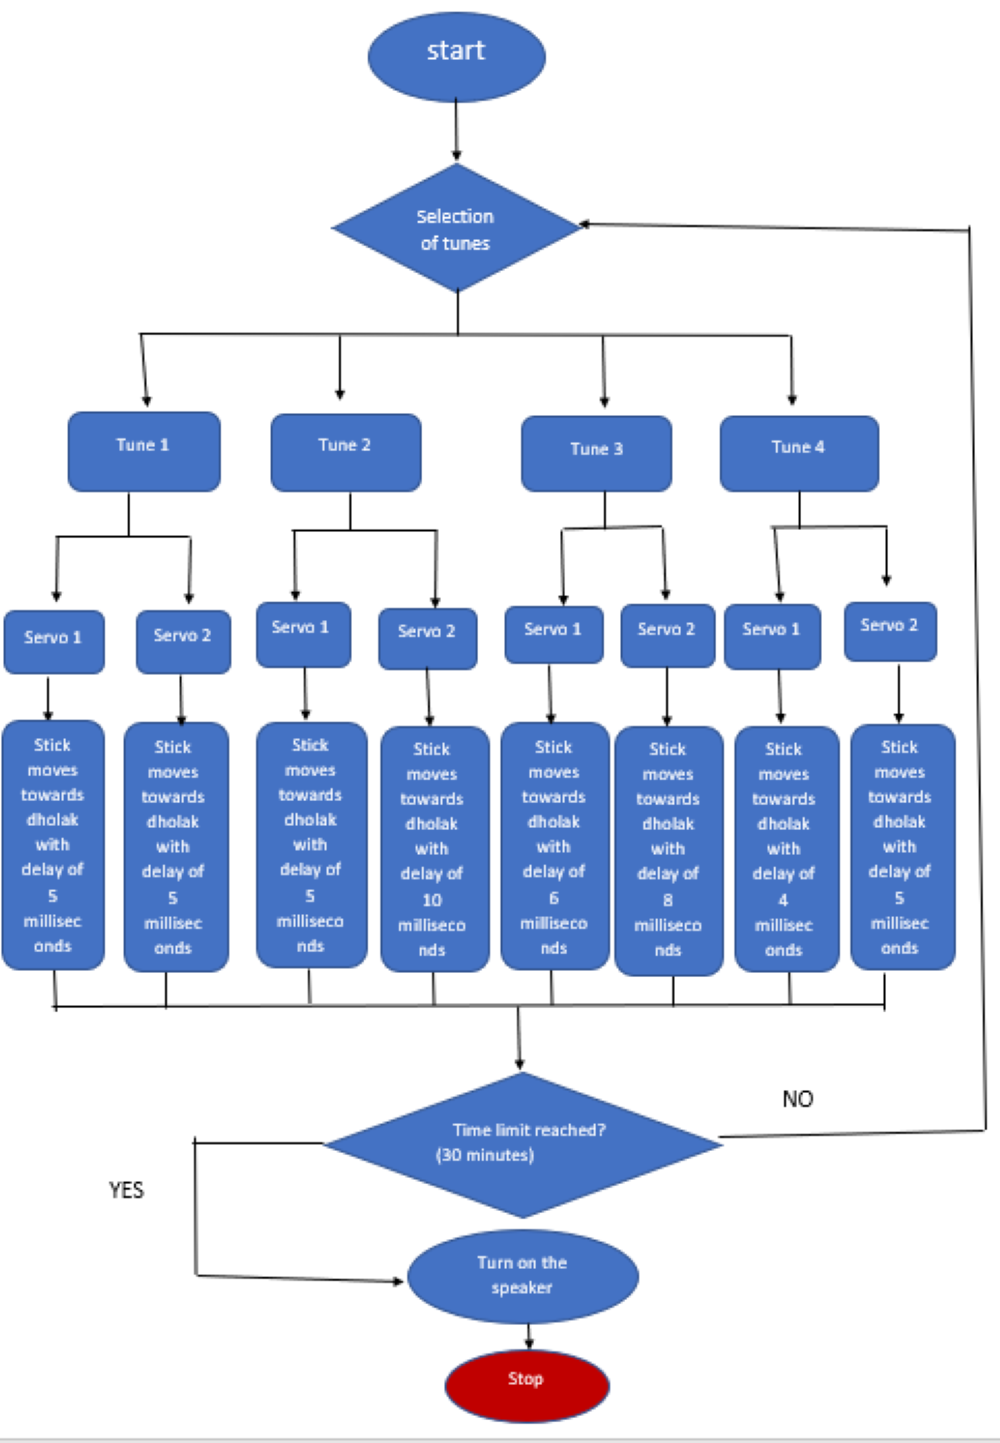 start
Selection
of tunes
Tune 1
Tune 2
Tune 3
Tune 4
Servo 1
Servo 2
Servo 1
Servo 2
Servo 1
Servo 2
Servo 1
Servo 2
Stick
moves
towards
dholak
with
delay of
5
millisec
onds
Stick
moves
towards
dholak
with
delay of
5
millisec
onds
Stick
moves
towards
dholak
with
delay of
5
milliseco
nds
Stick
moves
towards
dholak
with
delay of
10
milliseco
nds
Stick
moves
towards
dholak
with
delay of
6
milliseco
nds
Stick
moves
towards
dholak
with
delay of
8
milliseco
nds
Stick
moves
towards
dholak
with
delay of
4
millisec
onds
Stick
moves
towards
dholak
with
delay of
5
millisec
onds
NO
Time limit reached?
(30 minutes)
YES
Turn on the
speaker
Stop